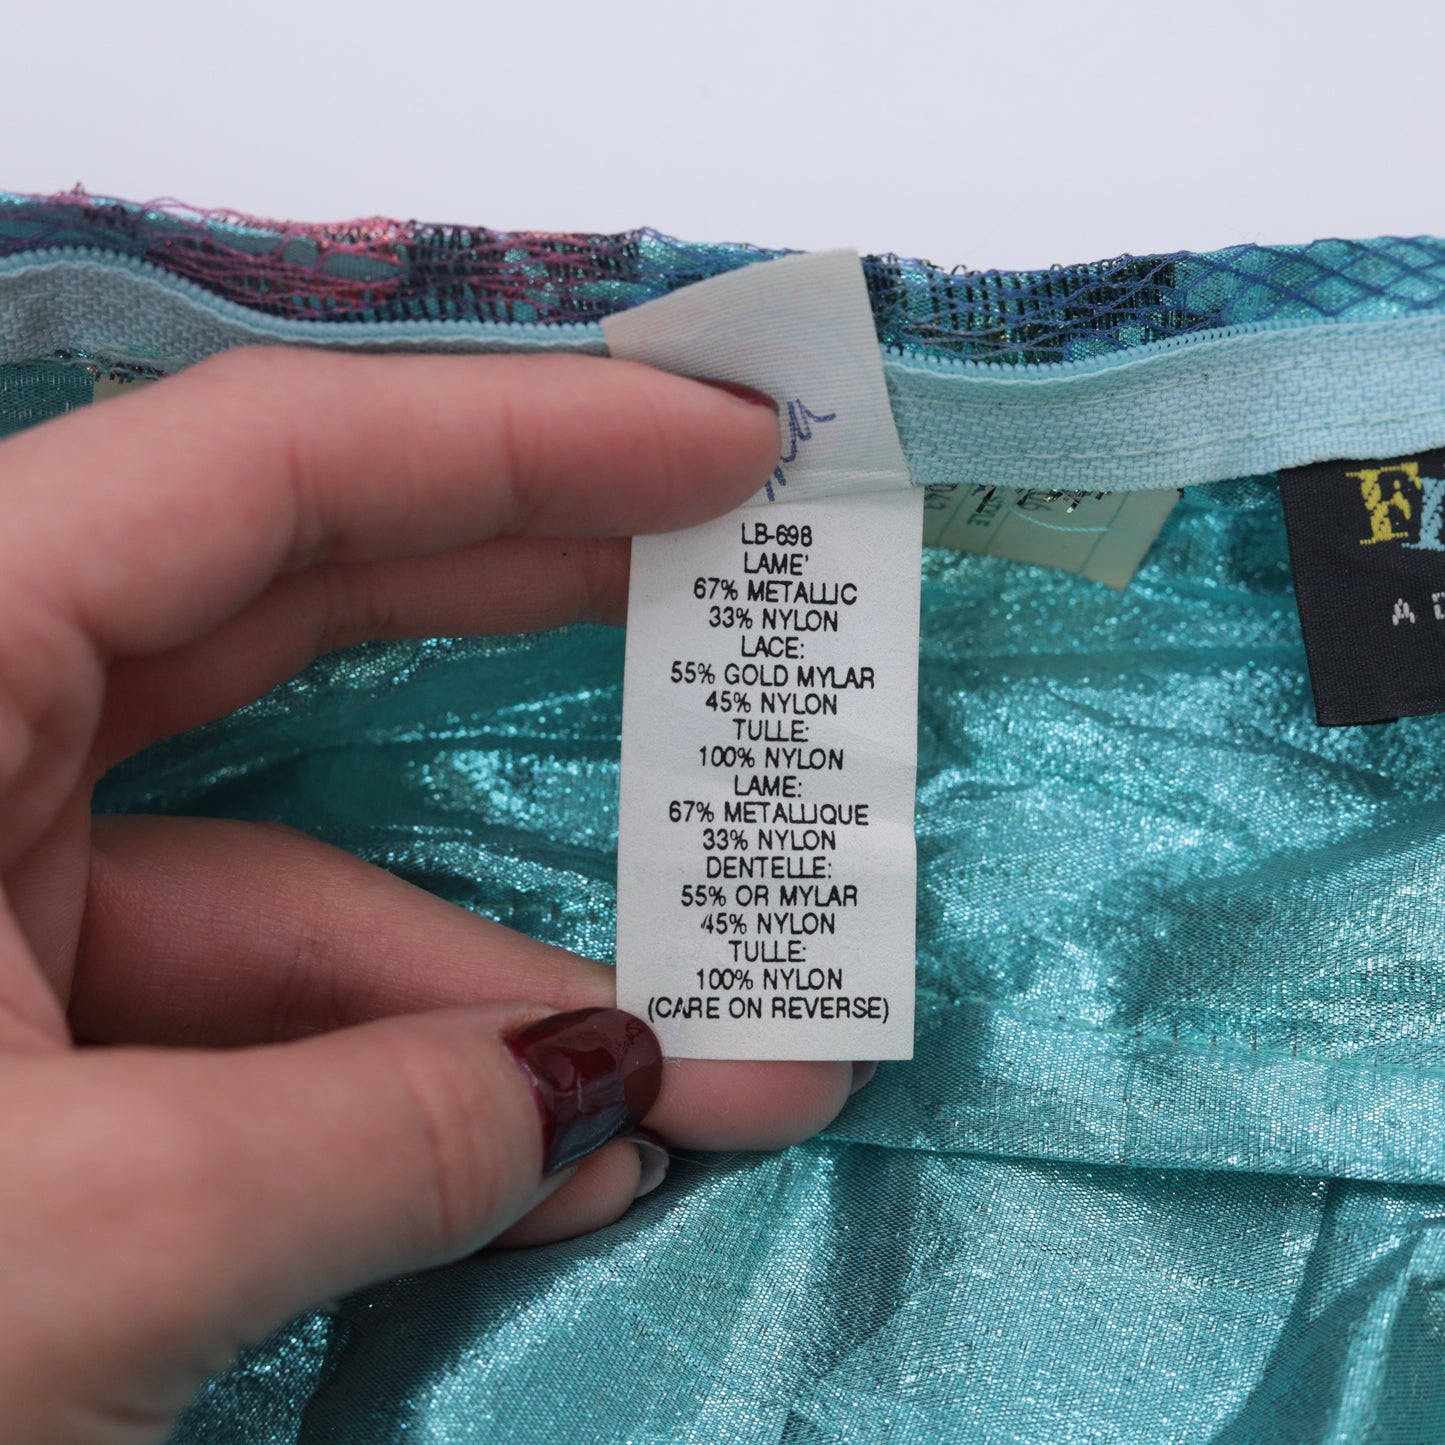 LB-698
LAME'
67% METALLIC
33% NYLON
LACE:
55% GOLD MYLAR
45% NYLON
TULLE:
100% NYLON
LAME:
67% METALLIQUE
33% NYLON
DENTELLE:
55% OR MYLAR
45% NYLON
TULLE:
100% NYLON
(CARE ON REVERSE)
STYLE